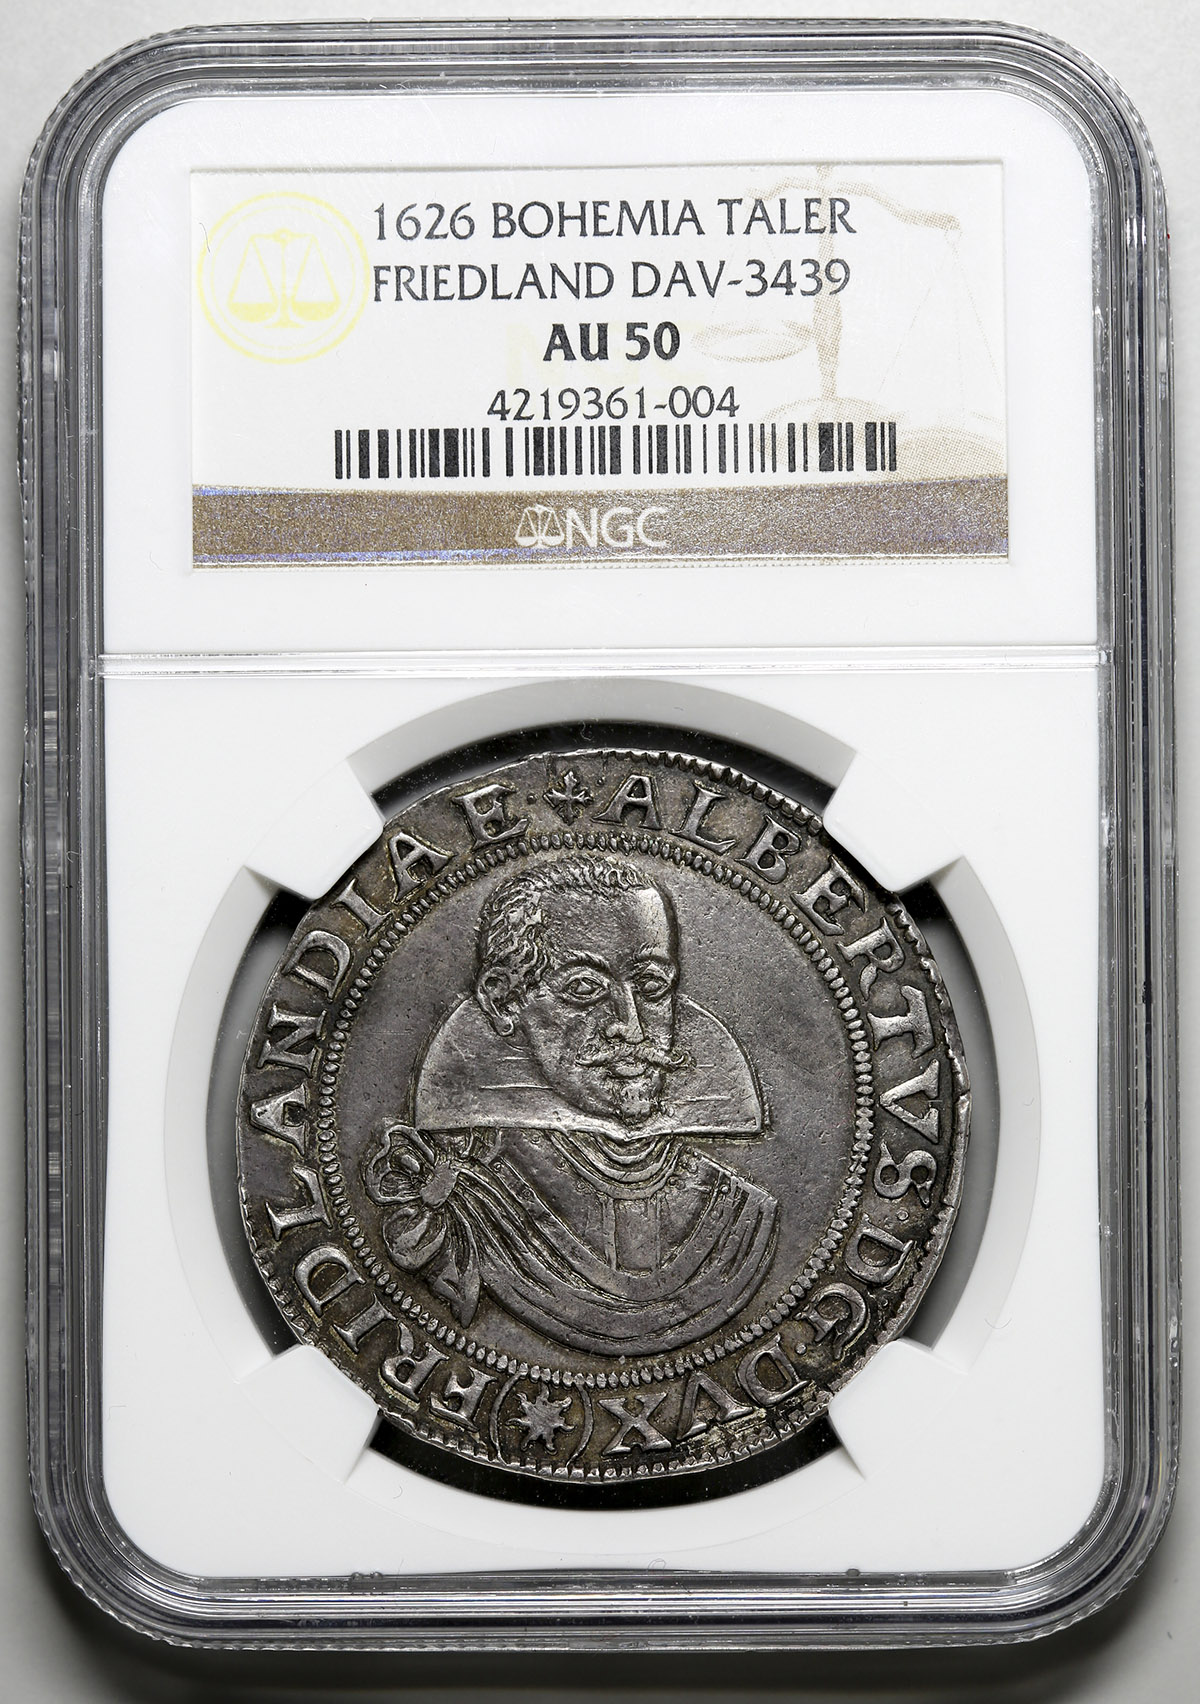 1626 BOHEMIA TALER
FRIEDLAND DAV-3439
AU 50
4219361-004
NGC
ALBERTVS·D·G·DVX FRIDLANDIAE·